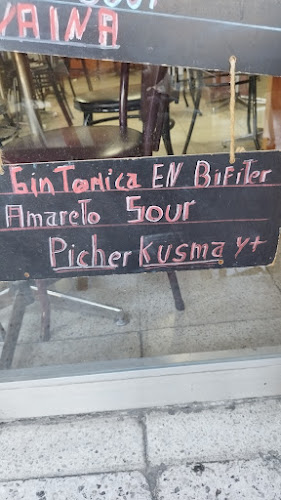 VAINA
Gin Tonica EN BiFiTer
Amareto Sour
Picher Kusma y+